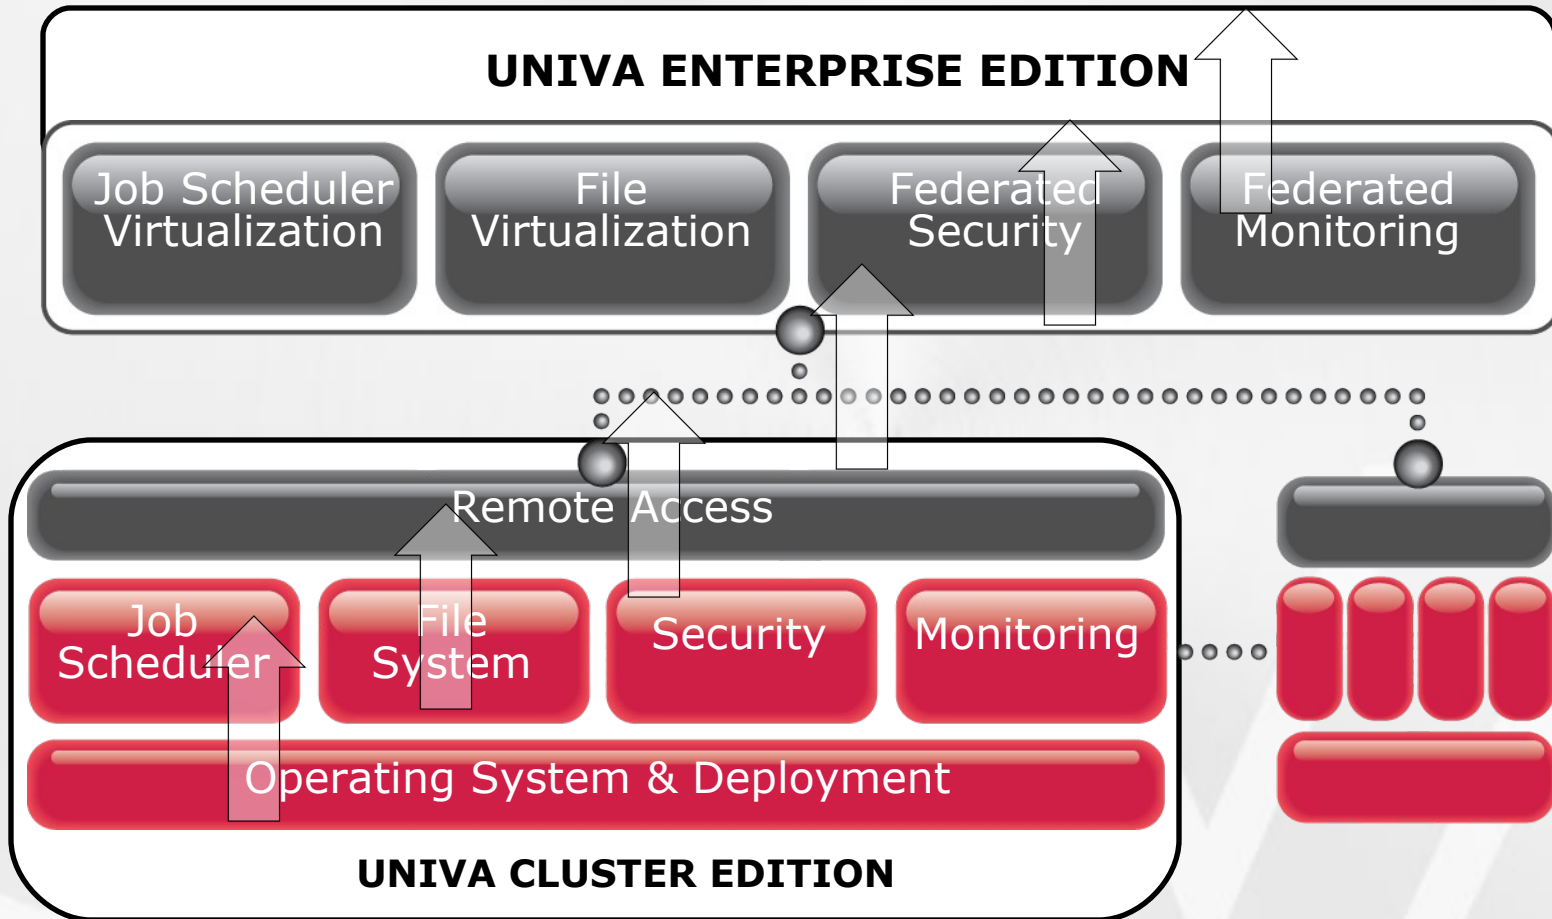 UNIVA ENTERPRISE EDITION
Job Scheduler
Virtualization
File
Virtualization
Federated
Security
Federated
Monitoring
Remote Access
Job
Scheduler
File
System
Security
Monitoring
Operating System & Deployment
UNIVA CLUSTER EDITION